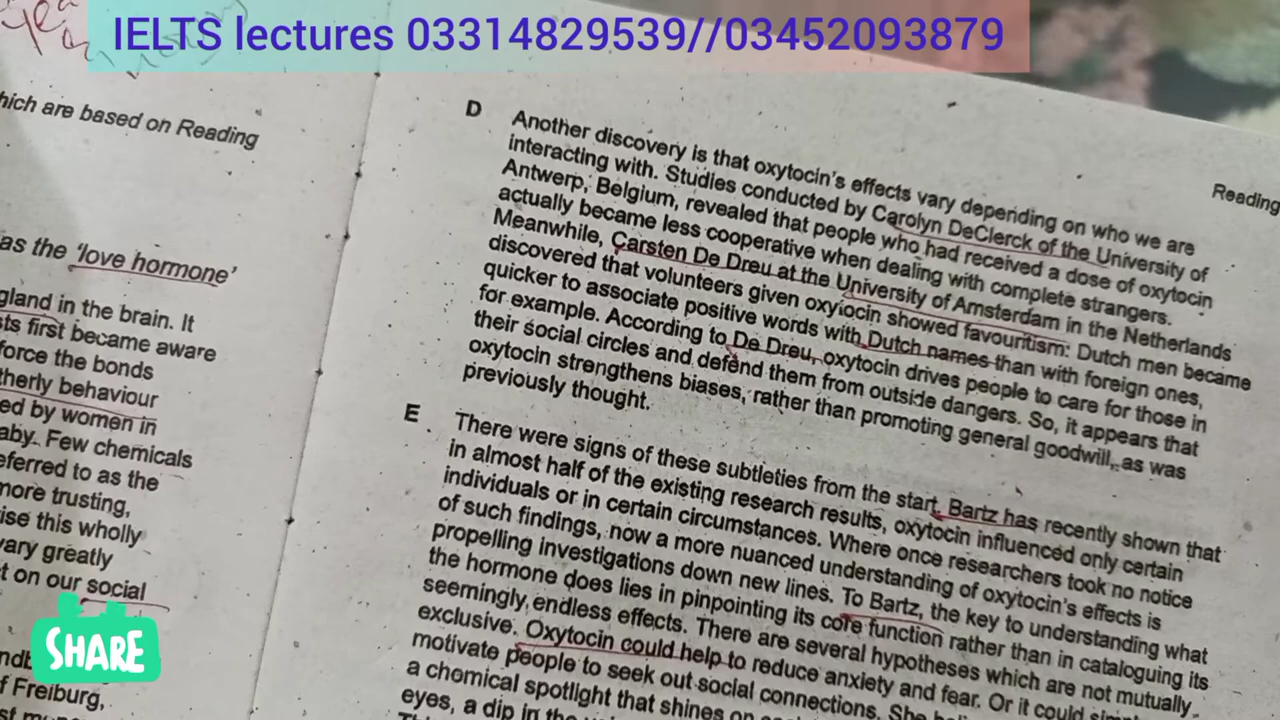 IELTS lectures 03314829539//03452093879
hich are based on Reading
as the 'love hormone'
gland in the brain. It
sts first became aware
force the bonds
therly behaviour
ed by women in
aby. Few chemicals
eferred to as the
more trusting,
ise this wholly
vary greatly
t on our social
f Freiburg,
Reading
D Another discovery is that oxytocin's effects vary depending on who we are
interacting with. Studies conducted by Carolyn DeClerck of the University of
Antwerp, Belgium, revealed that people who had received a dose of oxytocin
actually became less cooperative when dealing with complete strangers.
Meanwhile, Carsten De Dreu at the University of Amsterdam in the Netherlands
discovered that volunteers given oxytocin showed favouritism: Dutch men became
quicker to associate positive words with Dutch names than with foreign ones,
for example. According to De Dreu, oxytocin drives people to care for those in
their social circles and defend them from outside dangers. So, it appears that
oxytocin strengthens biases, rather than promoting general goodwill, as was
previously thought.
E There were signs of these subtleties from the start. Bartz has recently shown that
in almost half of the existing research results, oxytocin influenced only certain
individuals or in certain circumstances. Where once researchers took no notice
of such findings, now a more nuanced understanding of oxytocin's effects is
propelling investigations down new lines. To Bartz, the key to understanding what
the hormone does lies in pinpointing its core function rather than in cataloguing its
seemingly endless effects. There are several hypotheses which are not mutually
exclusive. Oxytocin could help to reduce anxiety and fear. Or it could
motivate people to seek out social connections. She
a chemical spotlight that shines on
eyes, a dip in the
SHARE